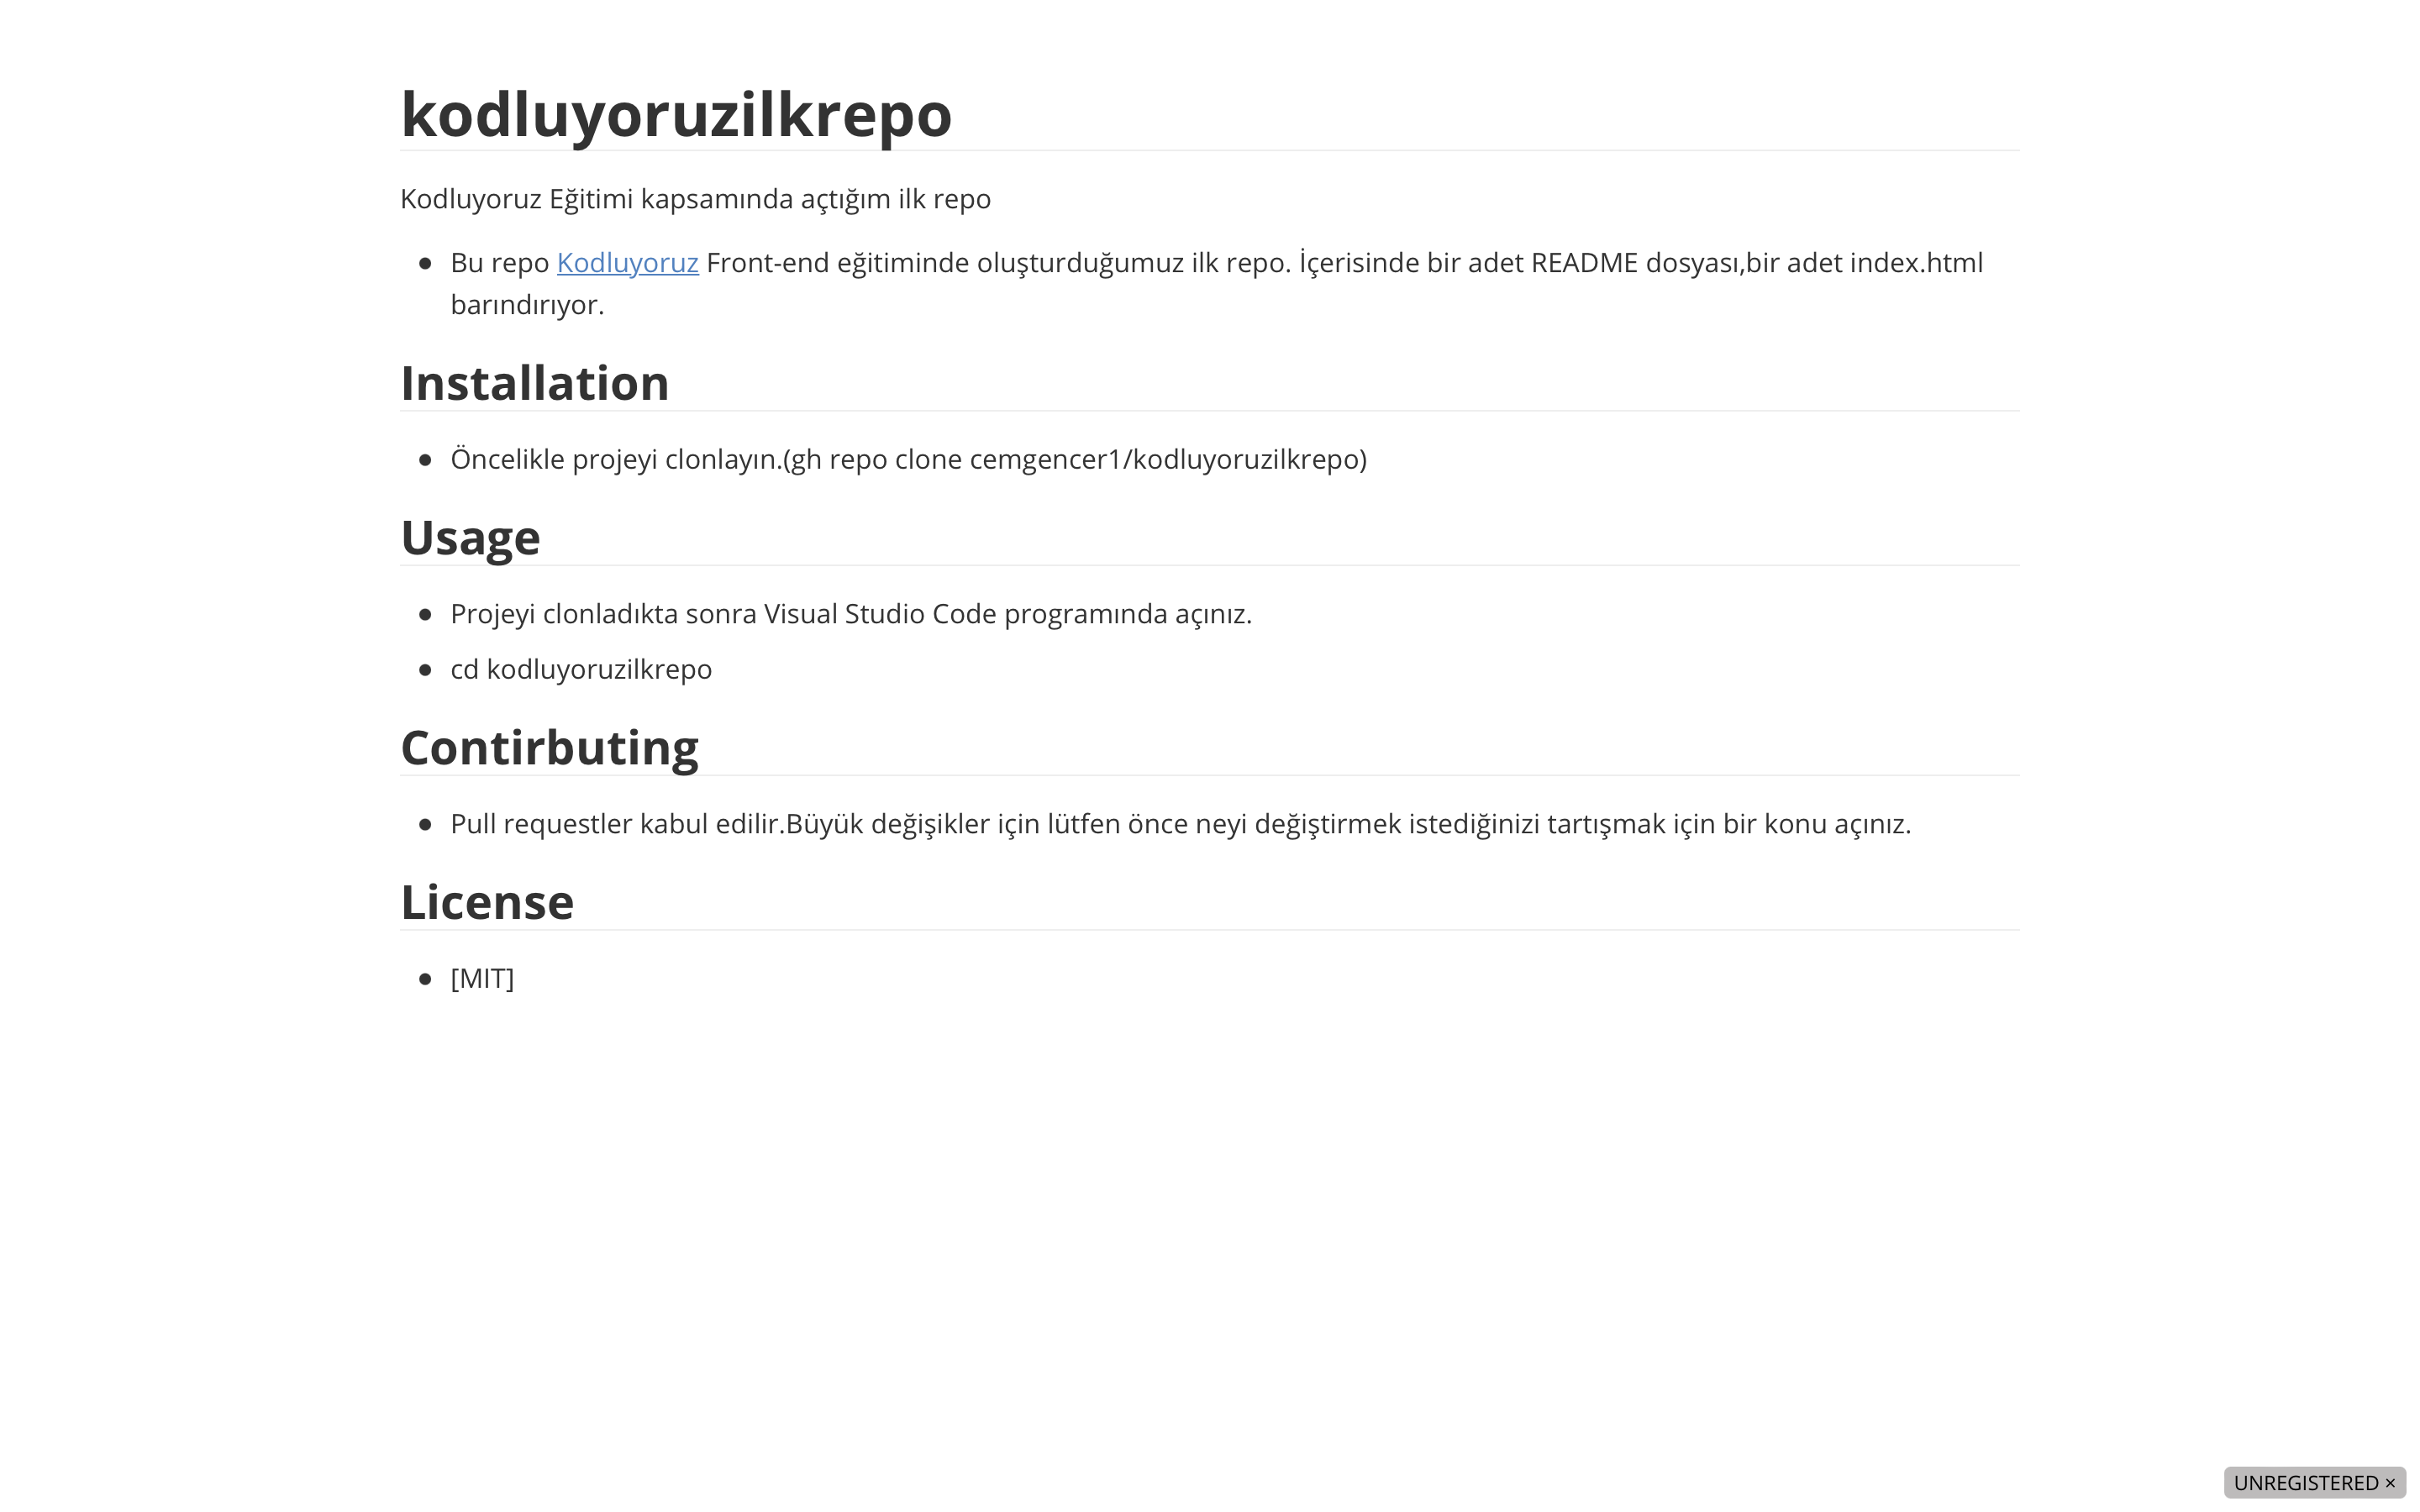 kodluyoruzilkrepo
Kodluyoruz Eğitimi kapsamında açtığım ilk repo
Bu repo Kodluyoruz Front-end eğitiminde oluşturduğumuz ilk repo. İçerisinde bir adet README dosyası,bir adet index.html
barındırıyor.
Installation
Öncelikle projeyi clonlayın.(gh repo clone cemgencer1/kodluyoruzilkrepo)
Usage
Projeyi clonladıkta sonra Visual Studio Code programında açınız.
cd kodluyoruzilkrepo
Contirbuting
Pull requestler kabul edilir.Büyük değişikler için lütfen önce neyi değiştirmek istediğinizi tartışmak için bir konu açınız.
License
[MIT]
UNREGISTERED ×